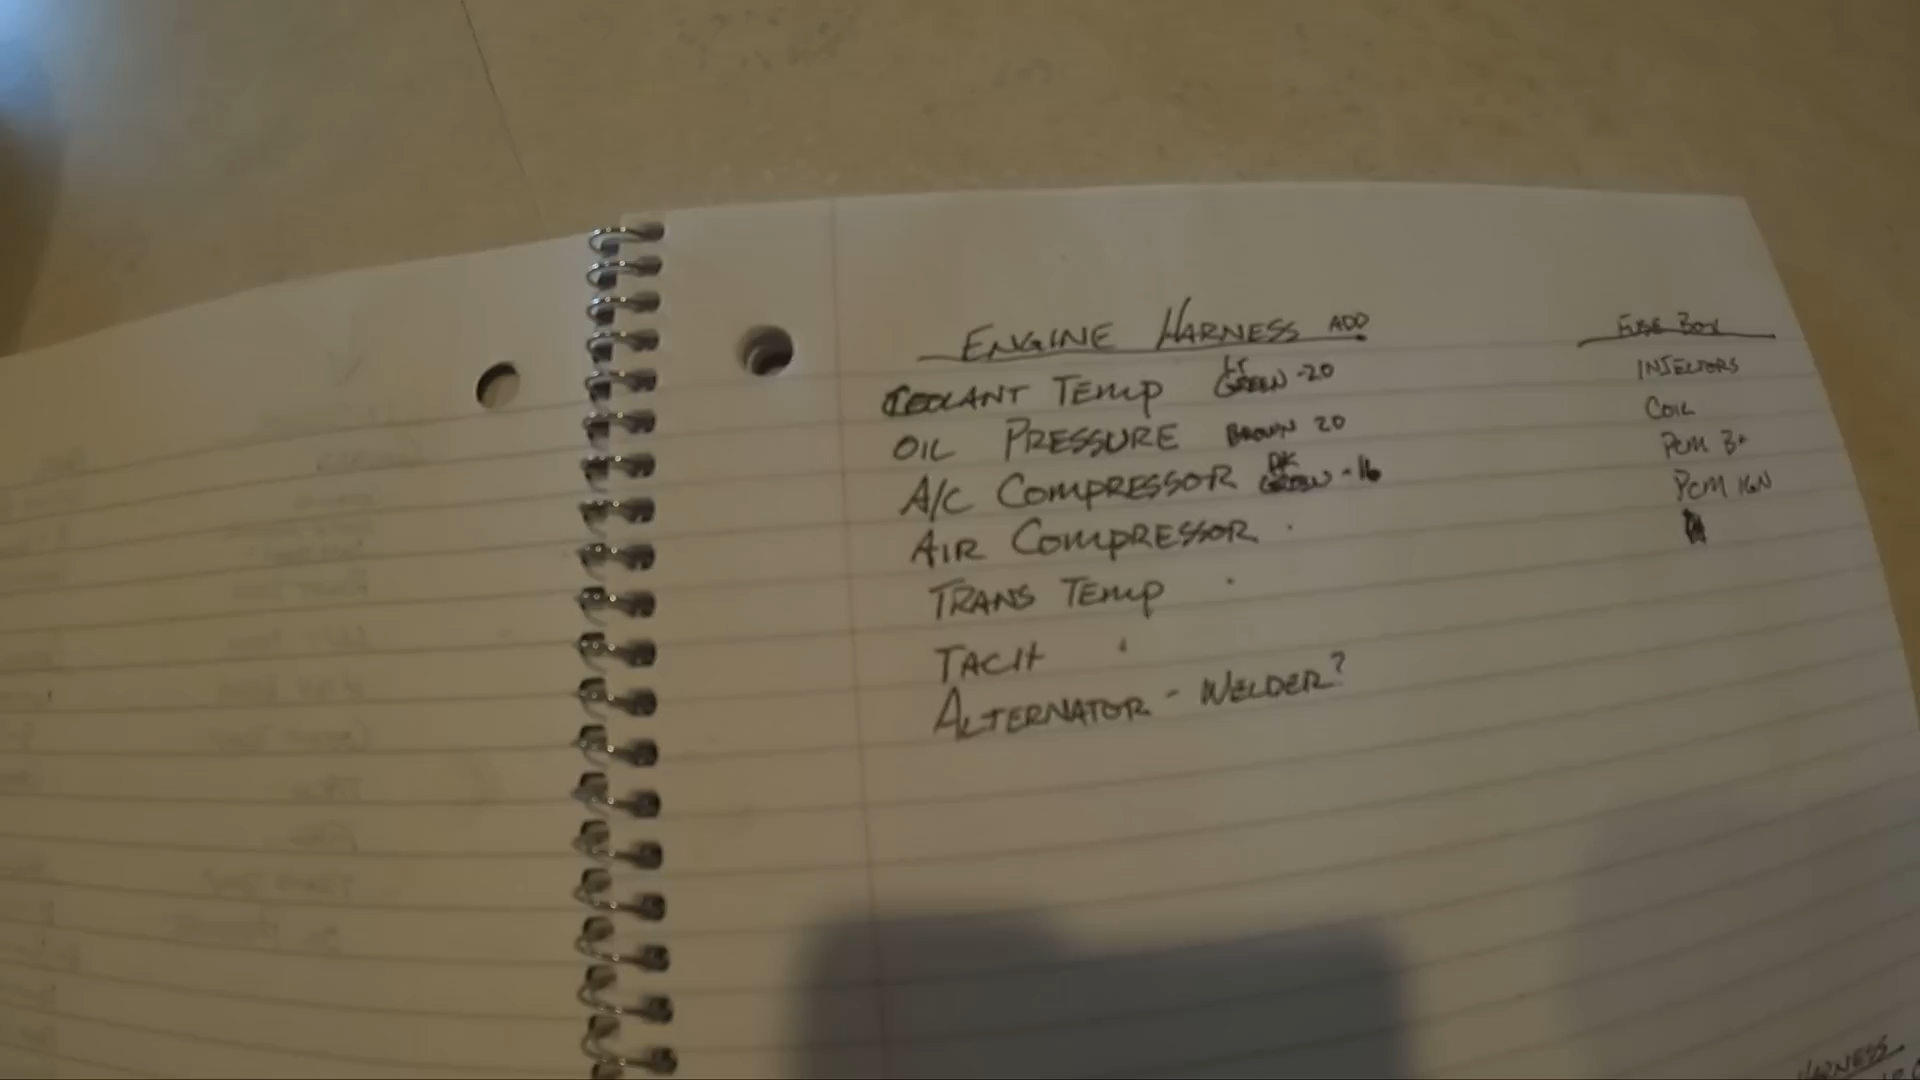 ENGINE HARNESS ADD
COOLANT TEMP LT GREEN -20
OIL PRESSURE BROWN 20
A/C COMPRESSOR DK GREEN -16
AIR COMPRESSOR
TRANS TEMP
TACH
ALTERNATOR - WELDER?
FUSE BOX
INJECTORS
COIL
PCM B+
PCM IGN
HARNESS